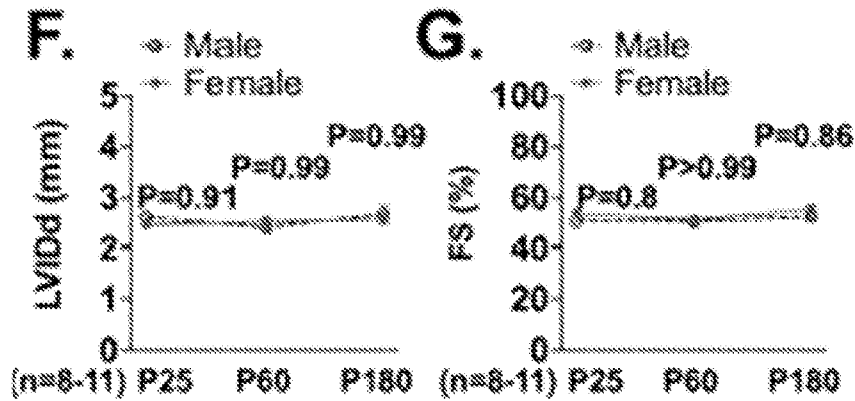 F.
Male
Female
LVIDd (mm)
5
4
3
2
1
0
P=0.91
P=0.99
P=0.99
(n=8-11) P25 P60 P180
G.
Male
Female
FS (%)
100
80
60
40
20
0
P=0.8
P>0.99
P=0.86
(n=8-11) P25 P60 P180